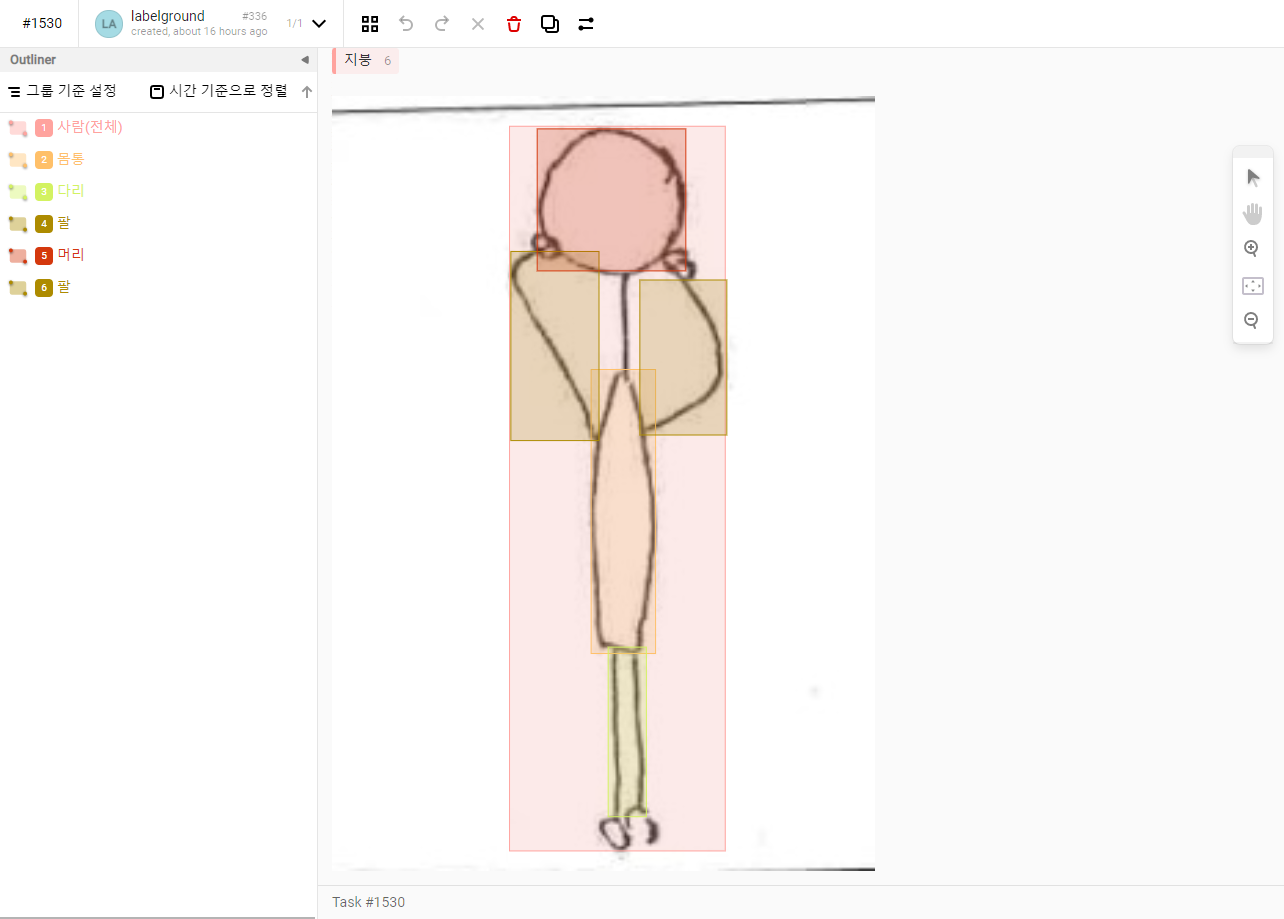 #1530
LA
labelground
#336
created, about 16 hours ago
1/1
Outliner
그룹 기준 설정
시간 기준으로 정렬
1 사람(전체)
2 몸통
3 다리
4 팔
5 머리
6 팔
지붕 6
Task #1530